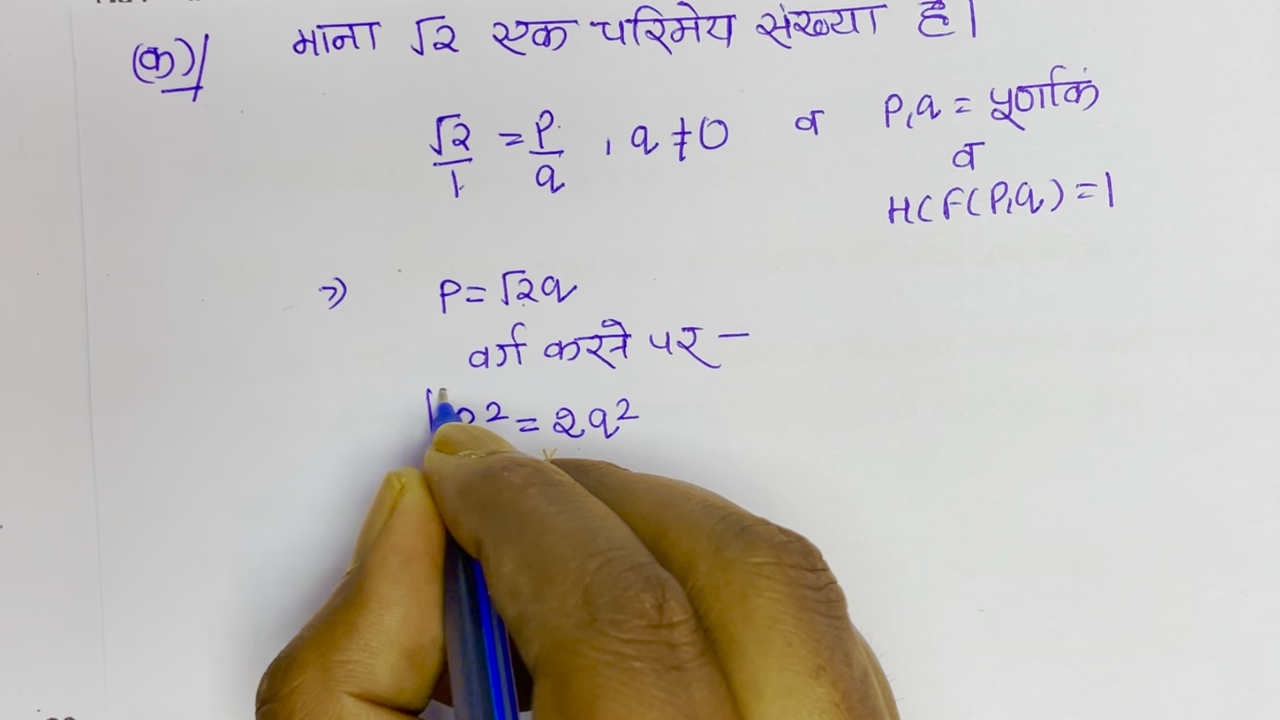 (क)/ माना √2 एक परिमेय संख्या है।
√2/1 = P/q , q ≠ 0 व P,q = पूर्णांक
व
HCF(P,q) = 1
⇒ P = √2q
वर्ग करने पर –
P² = 2q²